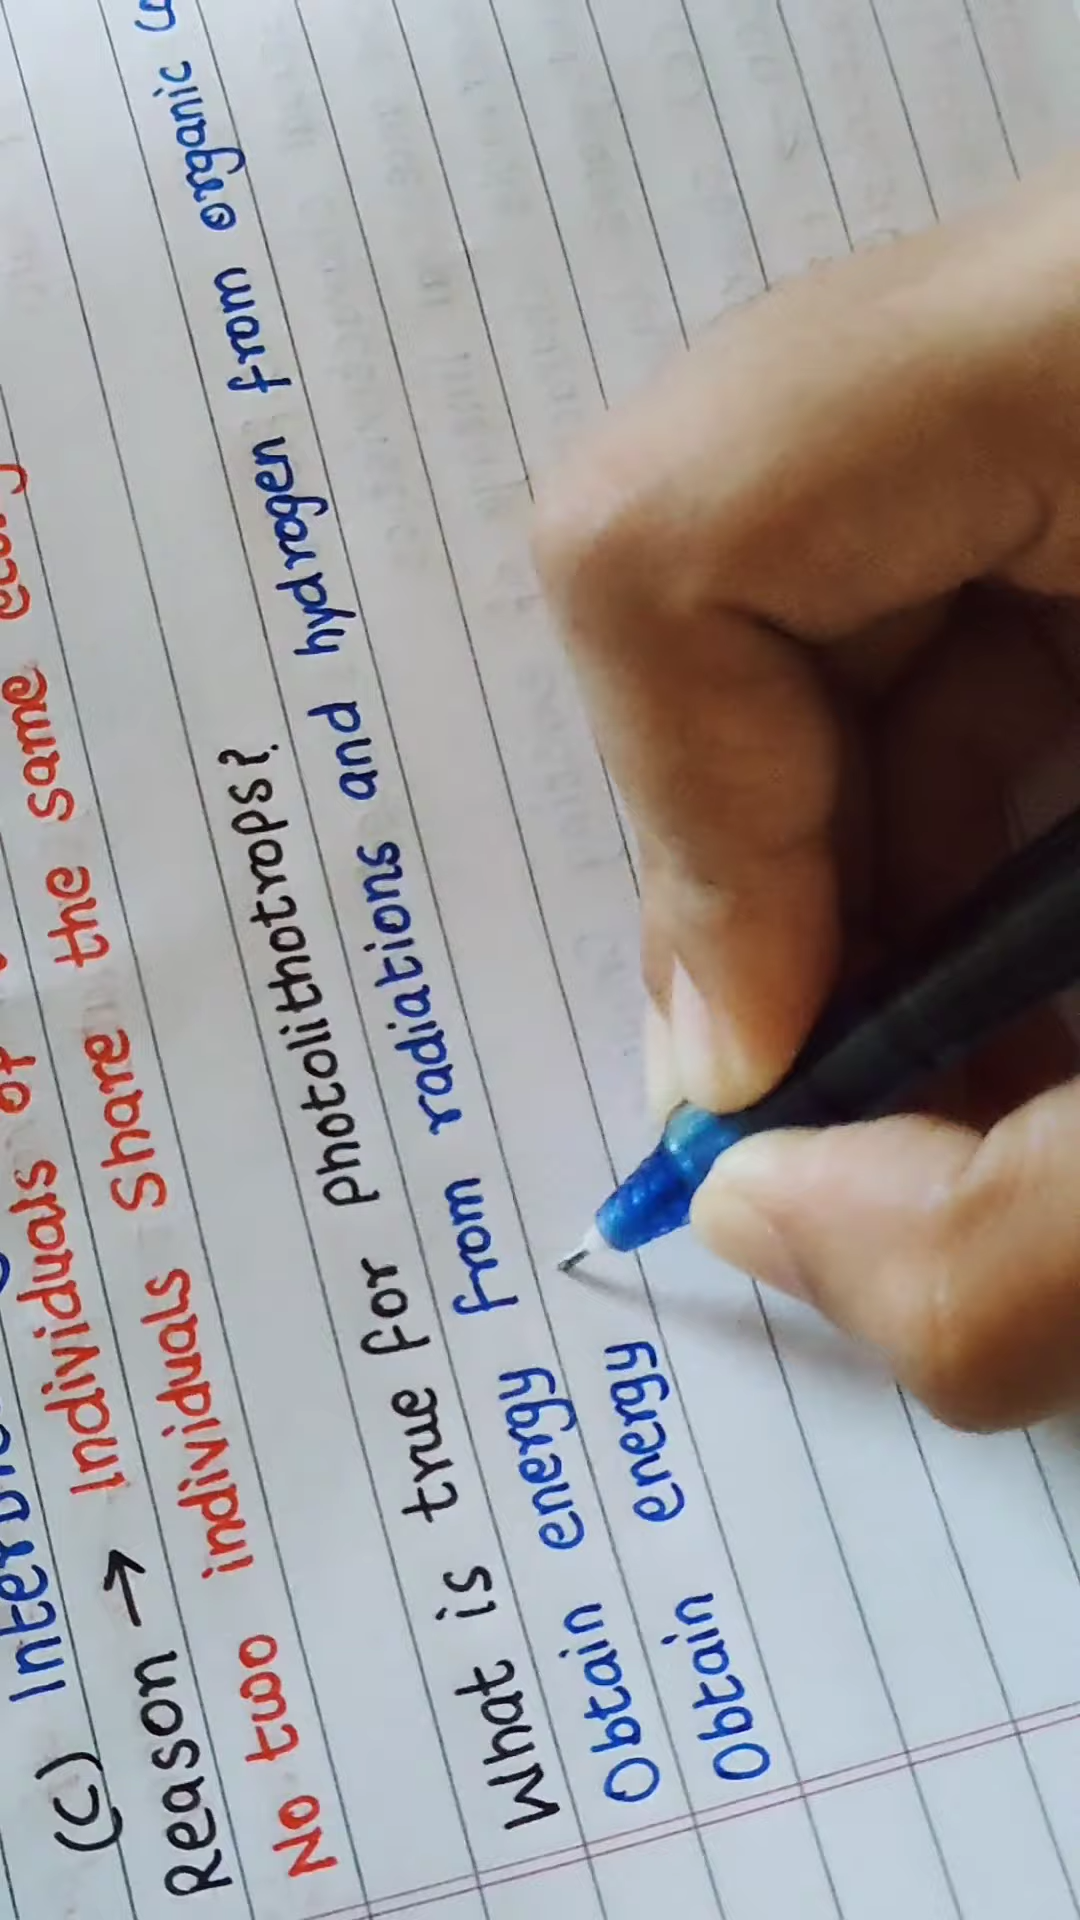 (C)
individuals of
Reason → Individuals Share the same
No two individuals
What is true for photolithotrops?
Obtain energy from radiations and hydrogen from organic
Obtain energy